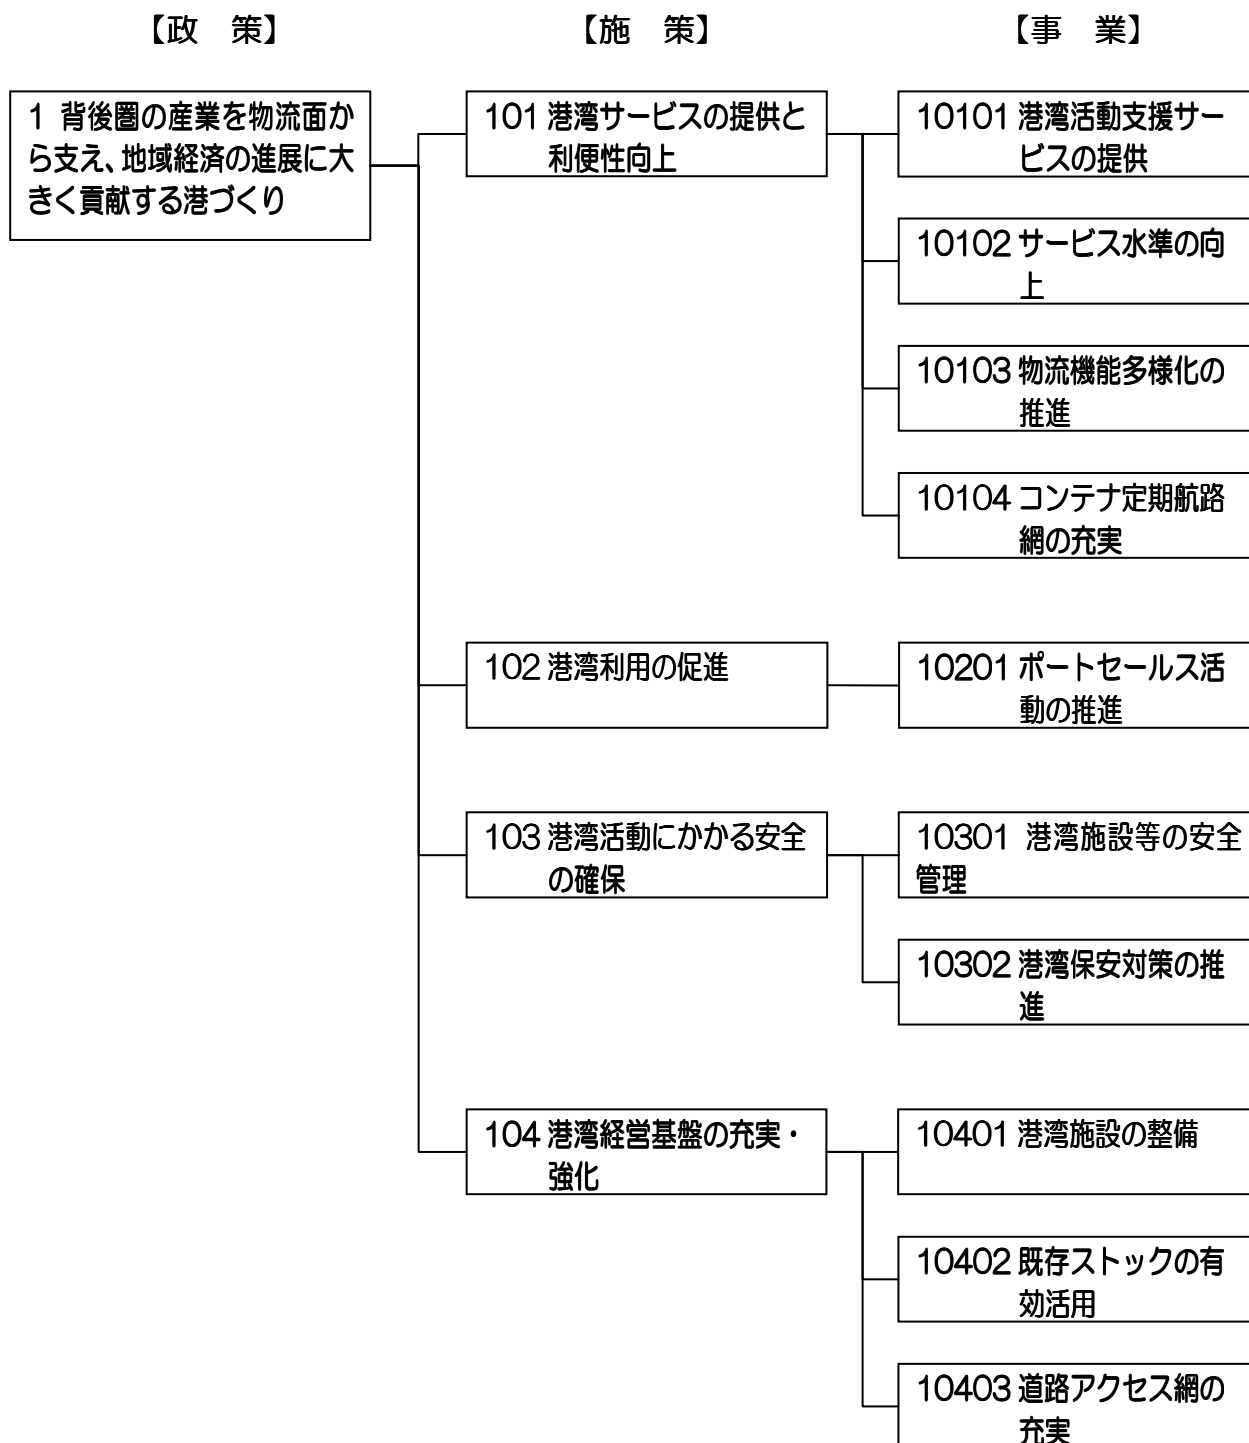 【政　策】
【施　策】
【事　業】
1 背後圏の産業を物流面か
ら支え、地域経済の進展に大
きく貢献する港づくり
101 港湾サービスの提供と
利便性向上
10101 港湾活動支援サー
ビスの提供
10102 サービス水準の向
上
10103 物流機能多様化の
推進
10104 コンテナ定期航路
網の充実
102 港湾利用の促進
10201 ポートセールス活
動の推進
103 港湾活動にかかる安全
の確保
10301 港湾施設等の安全
管理
10302 港湾保安対策の推
進
104 港湾経営基盤の充実・
強化
10401 港湾施設の整備
10402 既存ストックの有
効活用
10403 道路アクセス網の
充実